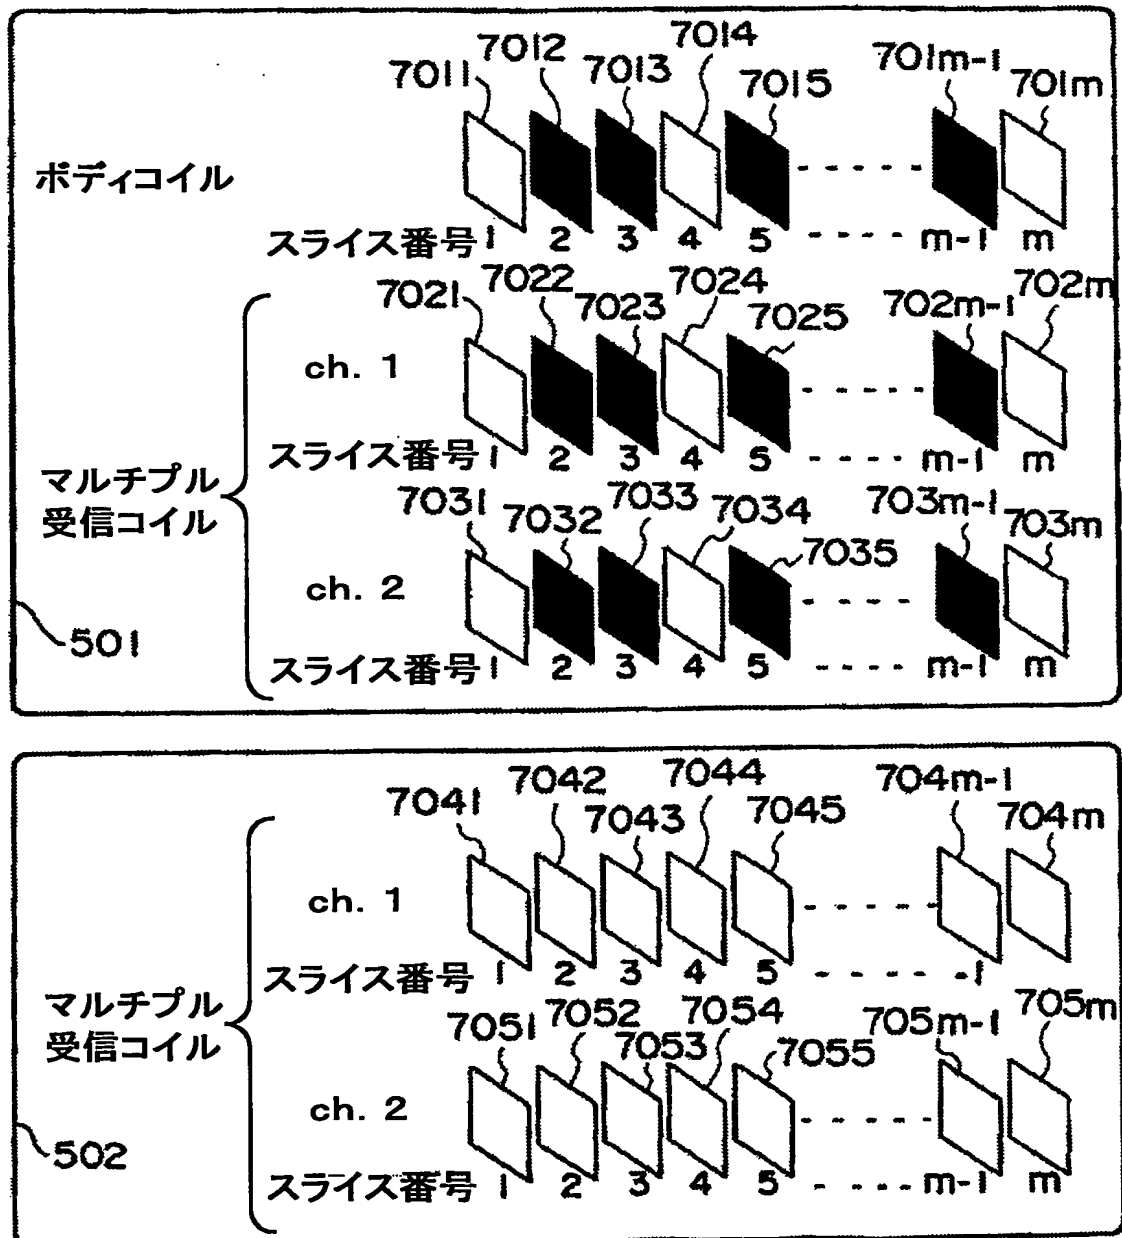 7011 7012 7013 7014 7015 701m-1 701m
ボディコイル
スライス番号 1 2 3 4 5 m-1 m
7021 7022 7023 7024 7025 702m-1 702m
ch. 1
スライス番号 1 2 3 4 5 m-1 m
マルチプル
受信コイル
7031 7032 7033 7034 7035 703m-1 703m
ch. 2
501
スライス番号 1 2 3 4 5 m-1 m
7041 7042 7043 7044 7045 704m-1 704m
ch. 1
スライス番号 1 2 3 4 5 -1
マルチプル
受信コイル
7051 7052 7053 7054 7055 705m-1 705m
ch. 2
502
スライス番号 1 2 3 4 5 m-1 m